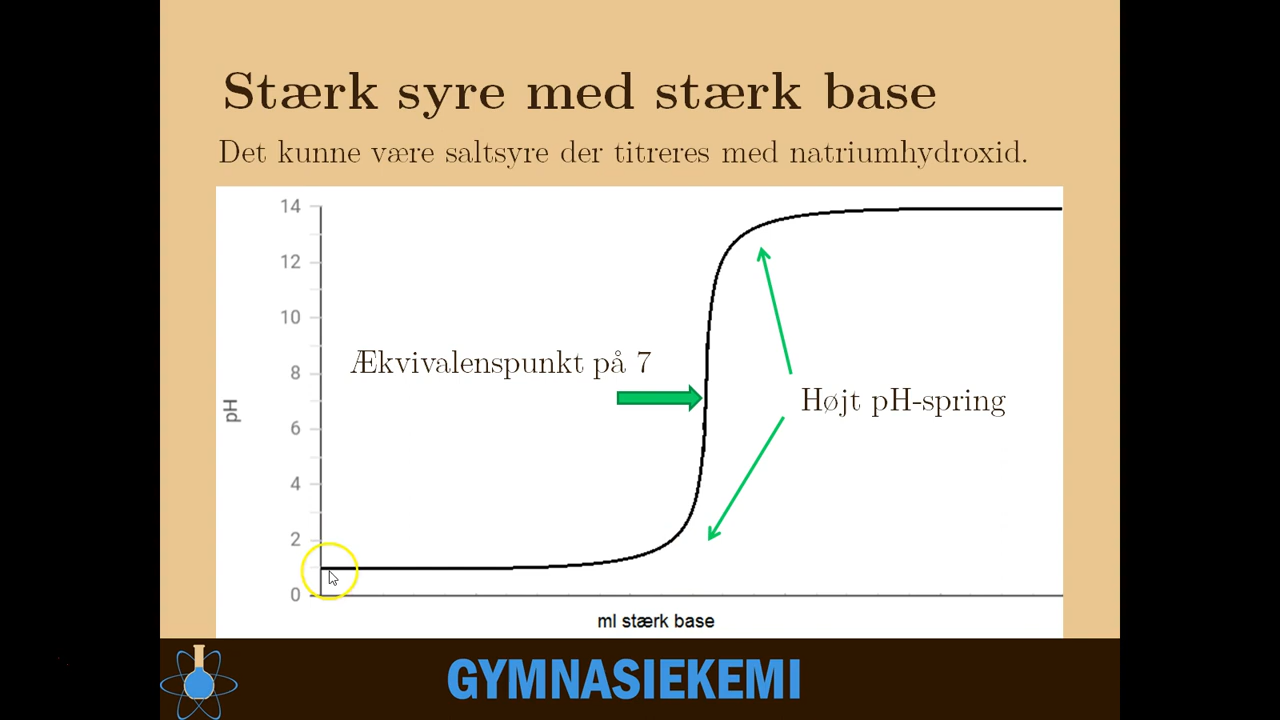 Stærk syre med stærk base
Det kunne være saltsyre der titreres med natriumhydroxid.
14
12
10
8
6
4
2
0
pH
Ækvivalenspunkt på 7
Højt pH-spring
ml stærk base
GYMNASIEKEMI